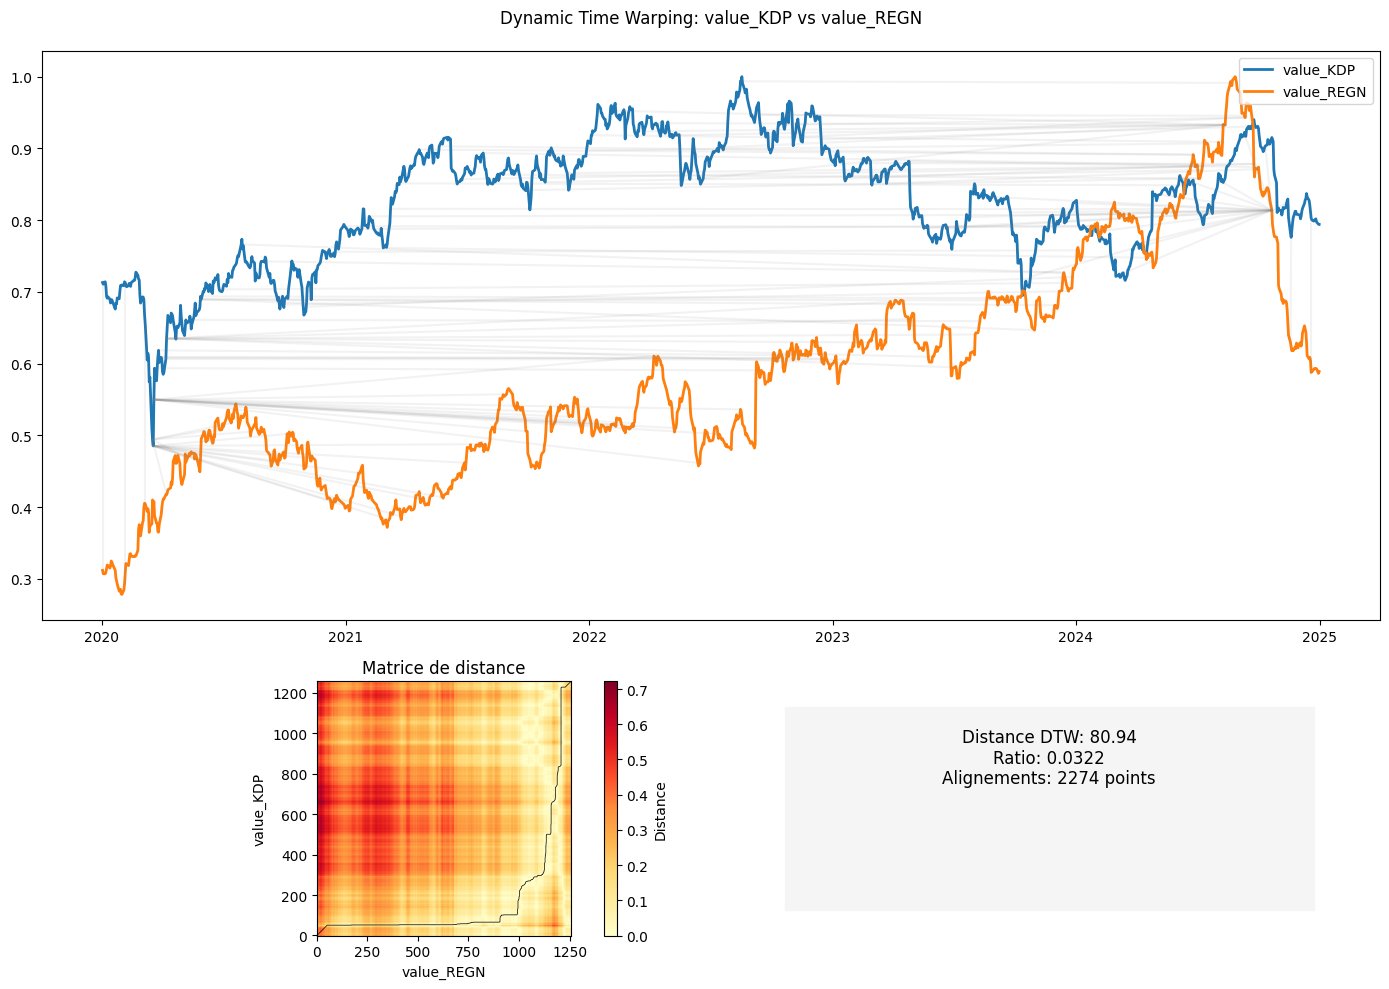 Dynamic Time Warping: value_KDP vs value_REGN
1.0
0.9
0.8
0.7
0.6
0.5
0.4
0.3
value_KDP
value_REGN
2020 2021 2022 2023 2024 2025
Matrice de distance
value_KDP
1200
1000
800
600
400
200
0
0 250 500 750 1000 1250
value_REGN
0.7
0.6
0.5
0.4
0.3
0.2
0.1
0.0
Distance
Distance DTW: 80.94
Ratio: 0.0322
Alignements: 2274 points